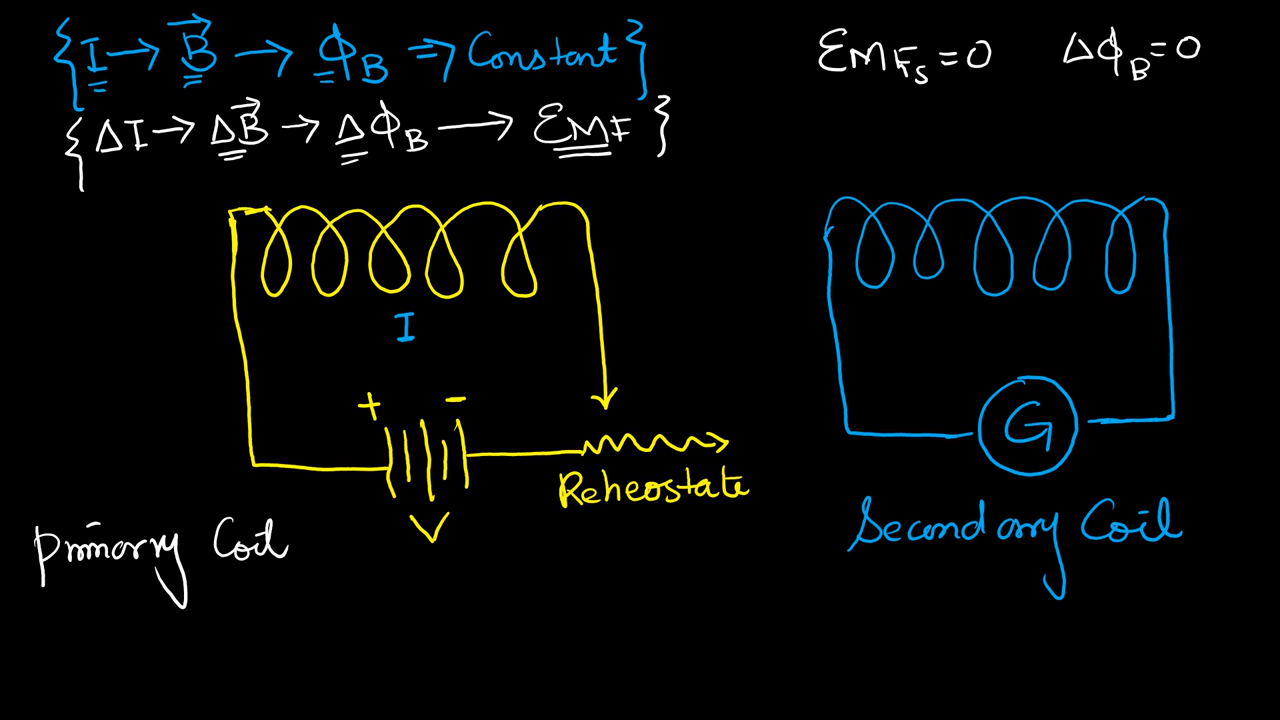 {I → B⃗ → ΦB ⇒ Constant}
EMFs = 0
ΔΦB = 0
{ΔI → ΔB⃗ → ΔΦB → EMF}
I
+ -
G
Reheostate
V
Primary Coil
Secondary Coil